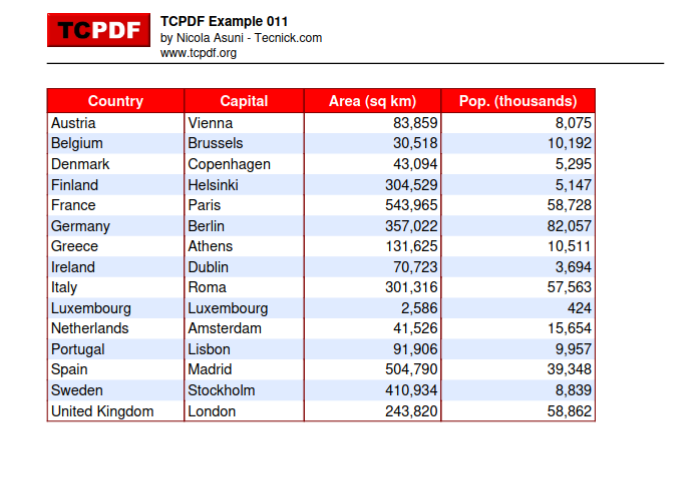 TCPDF
TCPDF Example 011
by Nicola Asuni - Tecnick.com
www.tcpdf.org
Country Capital Area (sq km) Pop. (thousands)
Austria Vienna 83,859 8,075
Belgium Brussels 30,518 10,192
Denmark Copenhagen 43,094 5,295
Finland Helsinki 304,529 5,147
France Paris 543,965 58,728
Germany Berlin 357,022 82,057
Greece Athens 131,625 10,511
Ireland Dublin 70,723 3,694
Italy Roma 301,316 57,563
Luxembourg Luxembourg 2,586 424
Netherlands Amsterdam 41,526 15,654
Portugal Lisbon 91,906 9,957
Spain Madrid 504,790 39,348
Sweden Stockholm 410,934 8,839
United Kingdom London 243,820 58,862